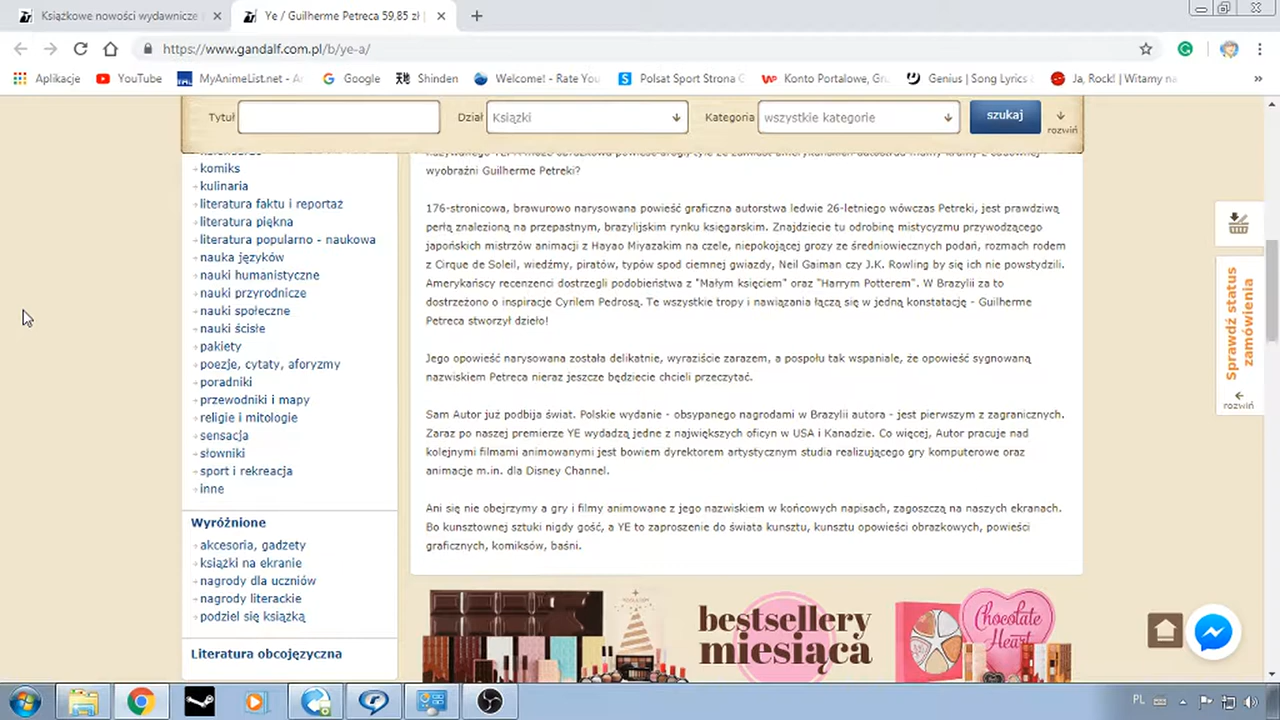 Książkowe nowości wydawnicze
Ye / Guilherme Petreca 59,85 zł
https://www.gandalf.com.pl/b/ye-a/
Aplikacje
YouTube
MyAnimeList.net - Ar
Google
Shinden
Welcome! - Rate You
Polsat Sport Strona G
Konto Portalowe, Gru
Genius | Song Lyrics &
Ja, Rock! | Witamy na
»
Tytuł
Dział
Książki
Kategoria
wszystkie kategorie
szukaj
rozwiń
komiks
kulinaria
literatura faktu i reportaż
literatura piękna
literatura popularno - naukowa
nauka języków
nauki humanistyczne
nauki przyrodnicze
nauki społeczne
nauki ścisłe
pakiety
poezje, cytaty, aforyzmy
poradniki
przewodniki i mapy
religie i mitologie
sensacja
słowniki
sport i rekreacja
inne
Wyróżnione
akcesoria, gadżety
książki na ekranie
nagrody dla uczniów
nagrody literackie
podziel się książką
Literatura obcojęzyczna
wyobraźni Guilherme Petreki?
176-stronicowa, brawurowo narysowana powieść graficzna autorstwa ledwie 26-letniego wówczas Petreki, jest prawdziwą
perłą znalezioną na przepastnym, brazylijskim rynku księgarskim. Znajdziecie tu odrobinę mistycyzmu przywodzącego
japońskich mistrzów animacji z Hayao Miyazakim na czele, niepokojącej grozy ze średniowiecznych podań, rozmach rodem
z Cirque de Soleil, wiedźmy, piratów, typów spod ciemnej gwiazdy, Neil Gaiman czy J.K. Rowling by się ich nie powstydzili.
Amerykańscy recenzenci dostrzegli podobieństwa z "Małym księciem" oraz "Harrym Potterem". W Brazylii za to
dostrzeżono o inspiracje Cyrilem Pedrosą. Te wszystkie tropy i nawiązania łączą się w jedną konstatację - Guilherme
Petreca stworzył dzieło!
Jego opowieść narysowana została delikatnie, wyraziście zarazem, a pospołu tak wspaniale, że opowieść sygnowaną
nazwiskiem Petreca nieraz jeszcze będziecie chcieli przeczytać.
Sam Autor już podbija świat. Polskie wydanie - obsypanego nagrodami w Brazylii autora - jest pierwszym z zagranicznych.
Zaraz po naszej premierze YE wydadzą jedne z największych oficyn w USA i Kanadzie. Co więcej, Autor pracuje nad
kolejnymi filmami animowanymi jest bowiem dyrektorem artystycznym studia realizującego gry komputerowe oraz
animacje m.in. dla Disney Channel.
Ani się nie obejrzymy a gry i filmy animowane z jego nazwiskiem w końcowych napisach, zagoszczą na naszych ekranach.
Bo kunsztownej sztuki nigdy gość, a YE to zaproszenie do świata kunsztu, kunsztu opowieści obrazkowych, powieści
graficznych, komiksów, baśni.
bestsellery
miesiąca
Chocolate
Heart
Sprawdź status
zamówienia
rozwiń
PL